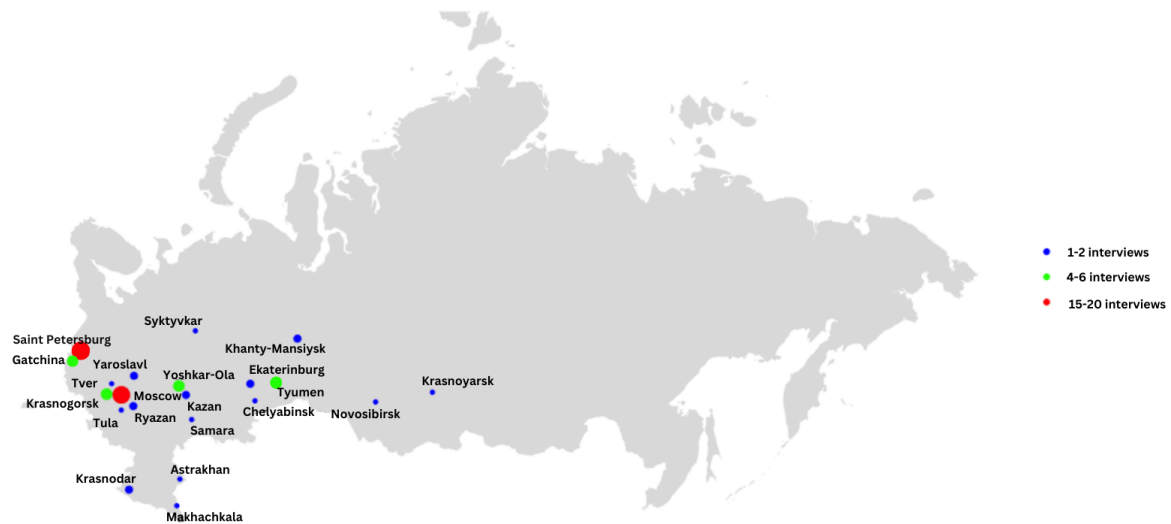 1-2 interviews
4-6 interviews
15-20 interviews
Syktyvkar
Saint Petersburg
Khanty-Mansiysk
Gatchina
Yaroslavl
Ekaterinburg
Yoshkar-Ola
Tver
Krasnoyarsk
Tyumen
Moscow
Krasnogorsk
Kazan
Chelyabinsk
Novosibirsk
Ryazan
Tula
Samara
Astrakhan
Krasnodar
Makhachkala